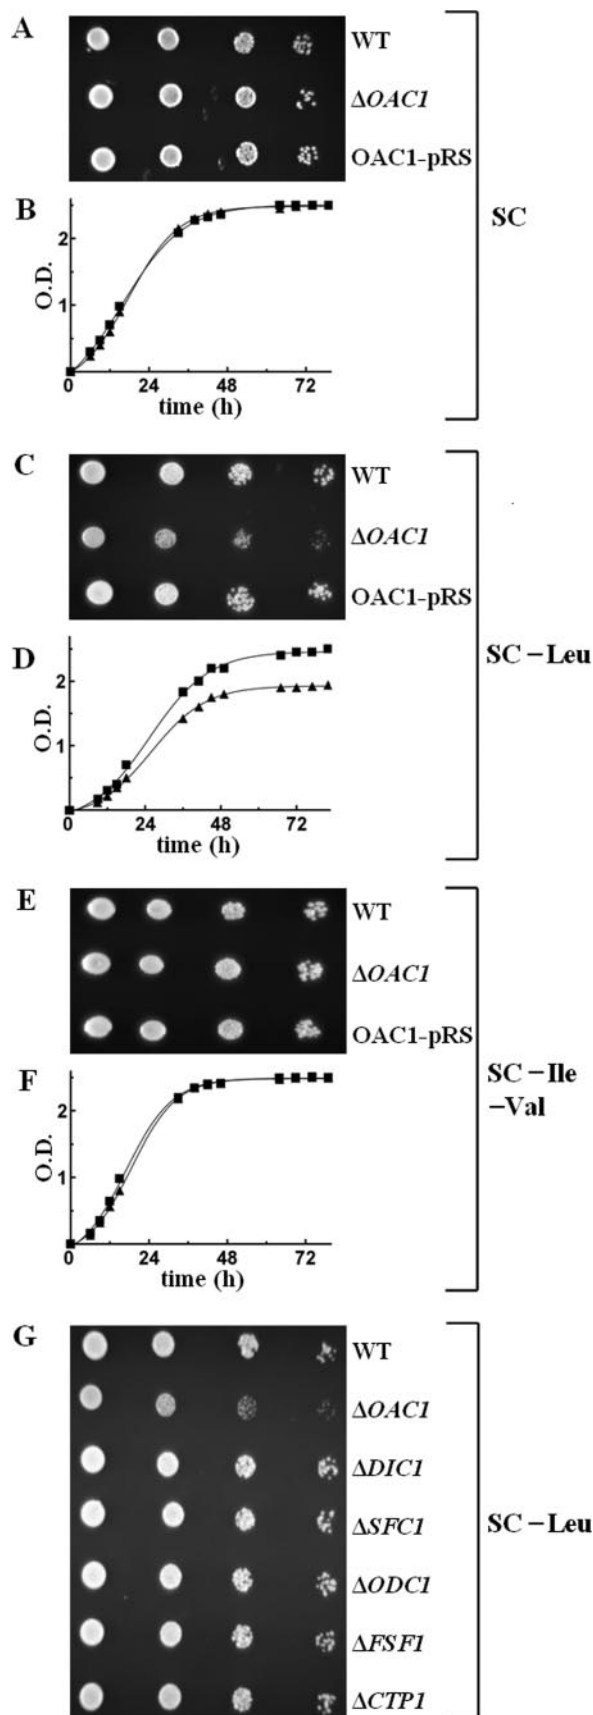 A
WT
ΔOAC1
OAC1-pRS
SC
B
2
1
O.D.
0 24 48 72
time (h)
C
WT
ΔOAC1
OAC1-pRS
SC −Leu
D
2
1
O.D.
0 24 48 72
time (h)
E
WT
ΔOAC1
OAC1-pRS
SC −Ile
−Val
F
2
1
O.D.
0 24 48 72
time (h)
G
WT
ΔOAC1
ΔDIC1
ΔSFC1
SC −Leu
ΔODC1
ΔFSF1
ΔCTP1